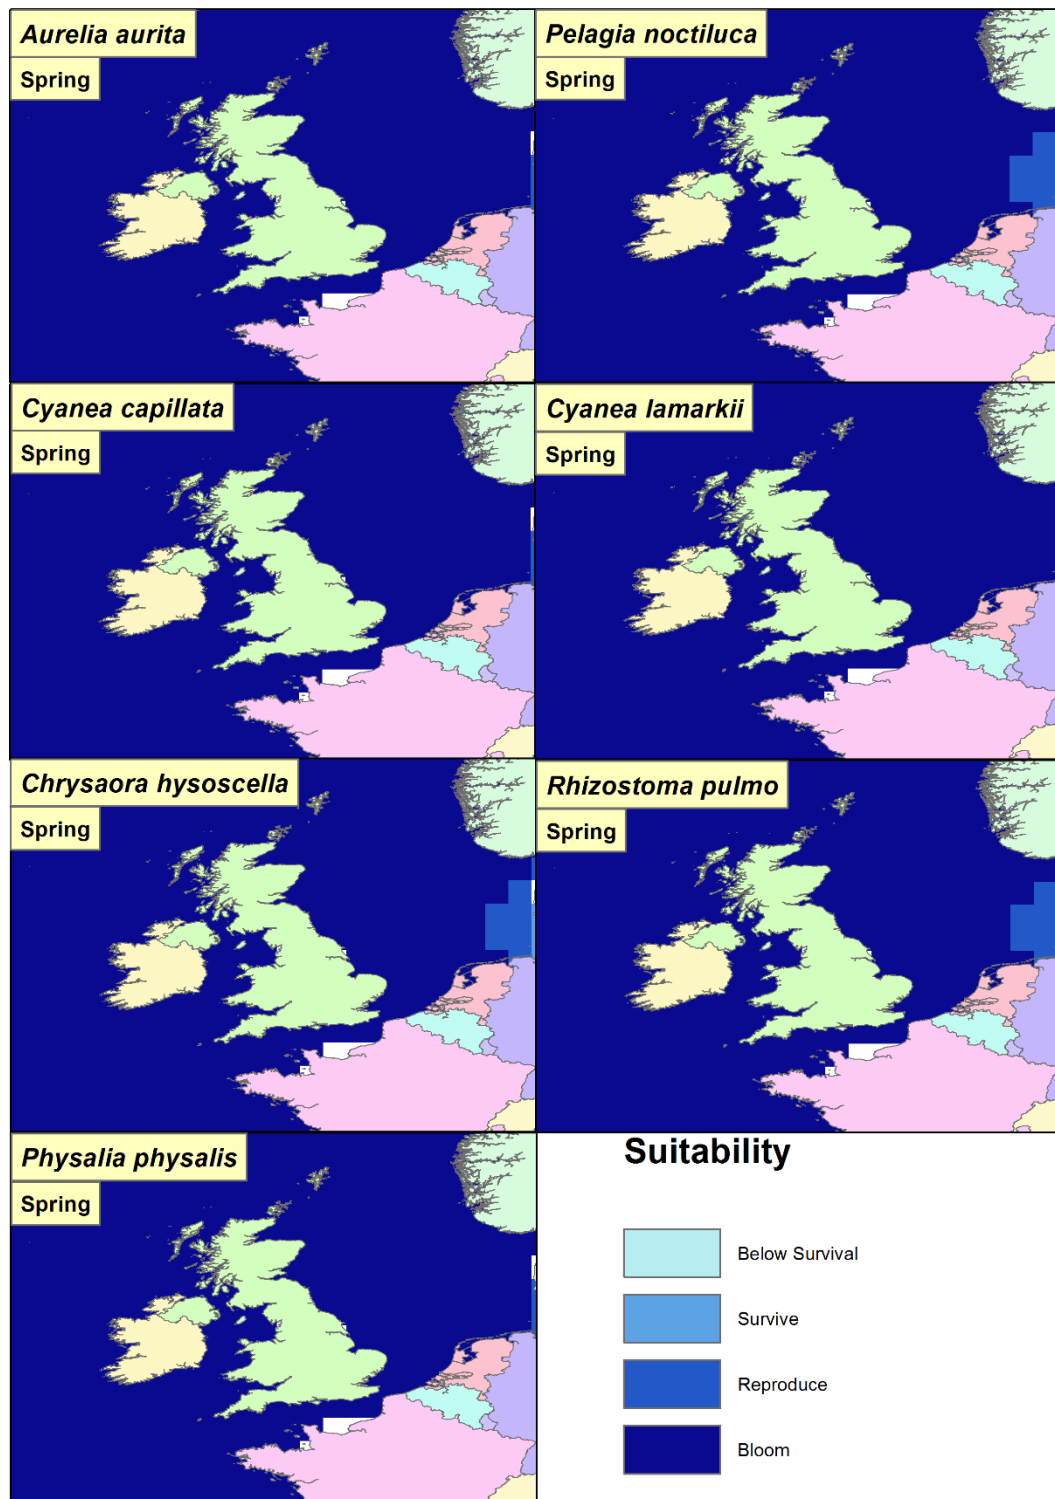 Aurelia aurita
Spring
Pelagia noctiluca
Spring
Cyanea capillata
Spring
Cyanea lamarkii
Spring
Chrysaora hysoscella
Spring
Rhizostoma pulmo
Spring
Physalia physalis
Spring
Suitability
Below Survival
Survive
Reproduce
Bloom